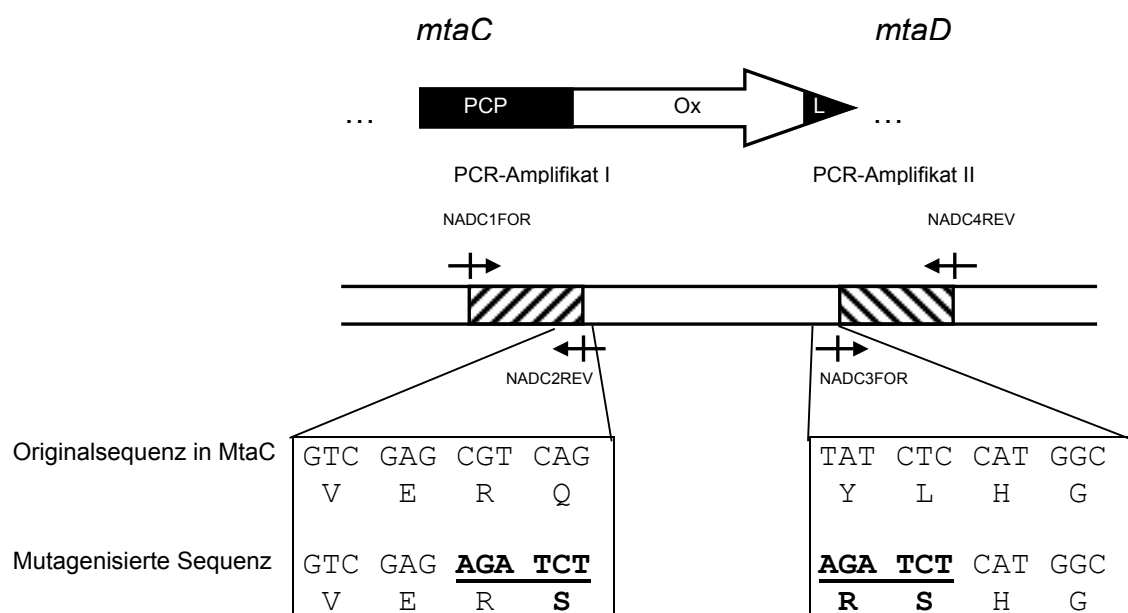 mtaC mtaD
PCP Ox L
... ...
PCR-Amplifikat I PCR-Amplifikat II
NADC1FOR NADC4REV
NADC2REV NADC3FOR
Originalsequenz in MtaC GTC GAG CGT CAG TAT CTC CAT GGC
V E R Q Y L H G
Mutagenisierte Sequenz GTC GAG AGA TCT AGA TCT CAT GGC
V E R S R S H G